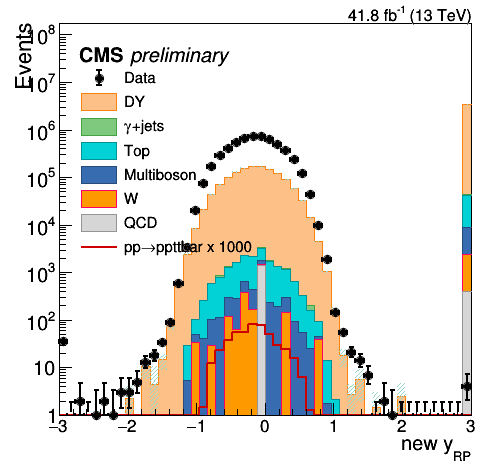 41.8 fb⁻¹ (13 TeV)
Events
CMS preliminary
Data
DY
γ+jets
Top
Multiboson
W
QCD
pp→ppttbar x 1000
10⁸
10⁷
10⁶
10⁵
10⁴
10³
10²
10
1
−3 −2 −1 0 1 2 3
new y_RP